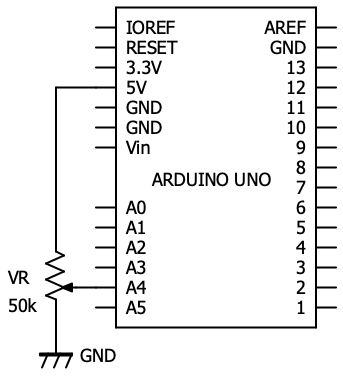 IOREF
RESET
3.3V
5V
GND
GND
Vin
A0
A1
A2
A3
A4
A5
ARDUINO UNO
AREF
GND
13
12
11
10
9
8
7
6
5
4
3
2
1
VR
50k
GND